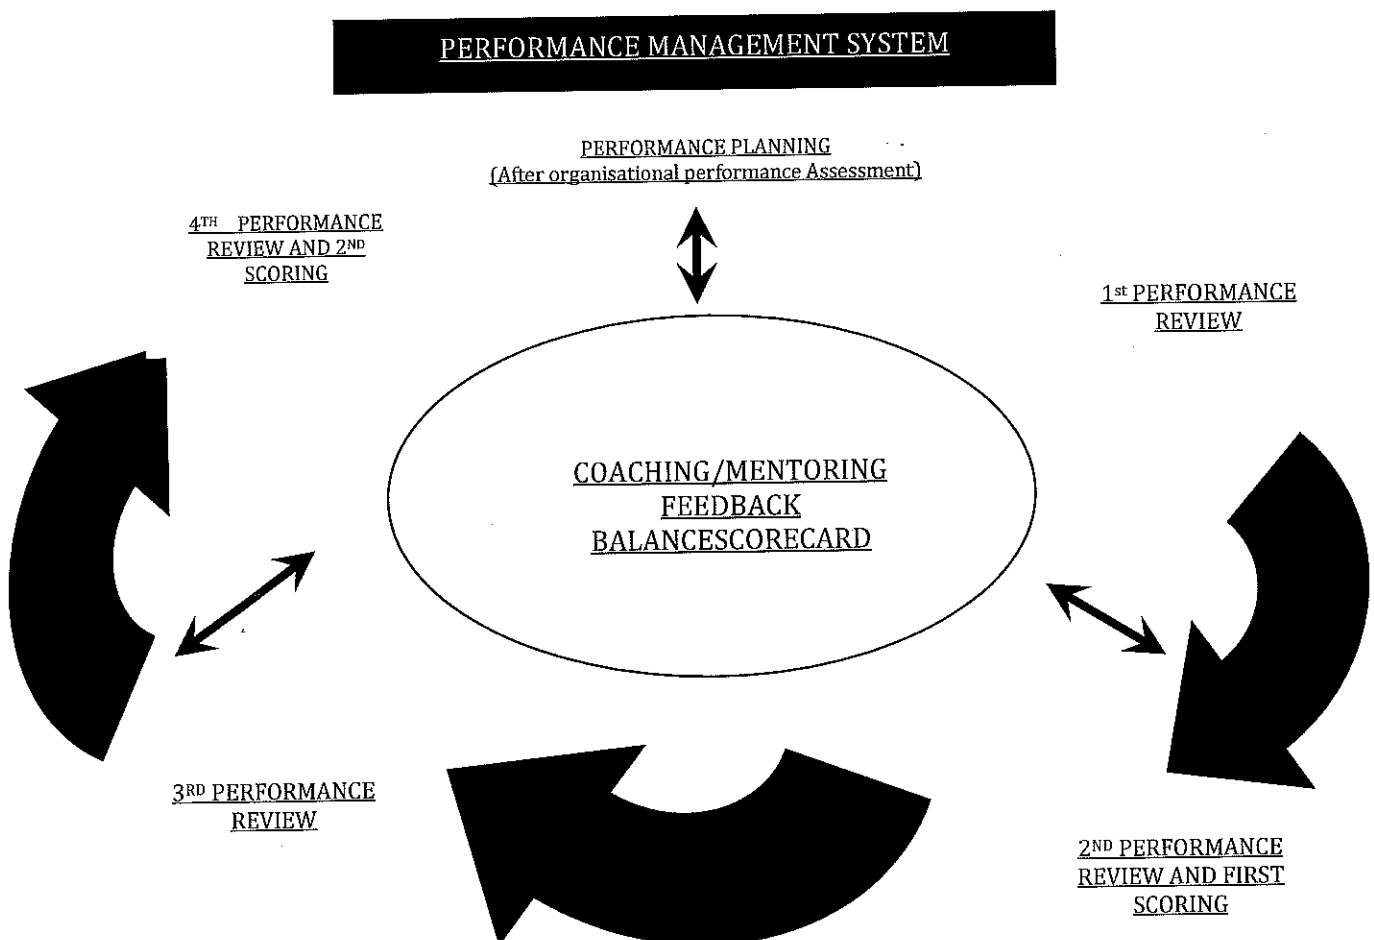 PERFORMANCE MANAGEMENT SYSTEM
PERFORMANCE PLANNING
(After organisational performance Assessment)
4TH PERFORMANCE
REVIEW AND 2ND
SCORING
1st PERFORMANCE
REVIEW
COACHING/MENTORING
FEEDBACK
BALANCESCORECARD
3RD PERFORMANCE
REVIEW
2ND PERFORMANCE
REVIEW AND FIRST
SCORING